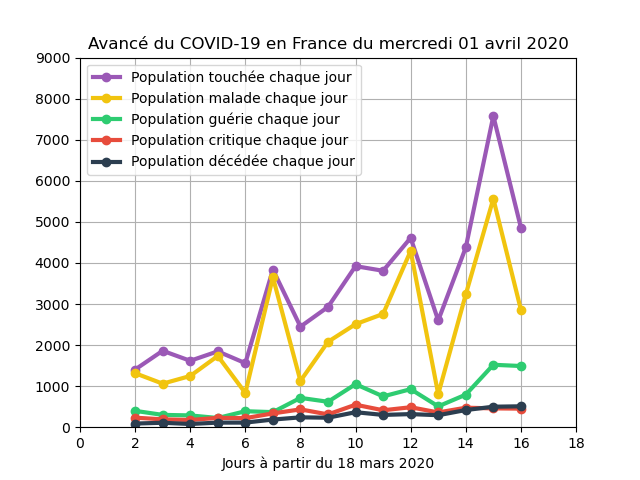 Avancé du COVID-19 en France du mercredi 01 avril 2020
9000
8000
7000
6000
5000
4000
3000
2000
1000
0
Population touchée chaque jour
Population malade chaque jour
Population guérie chaque jour
Population critique chaque jour
Population décédée chaque jour
0 2 4 6 8 10 12 14 16 18
Jours à partir du 18 mars 2020